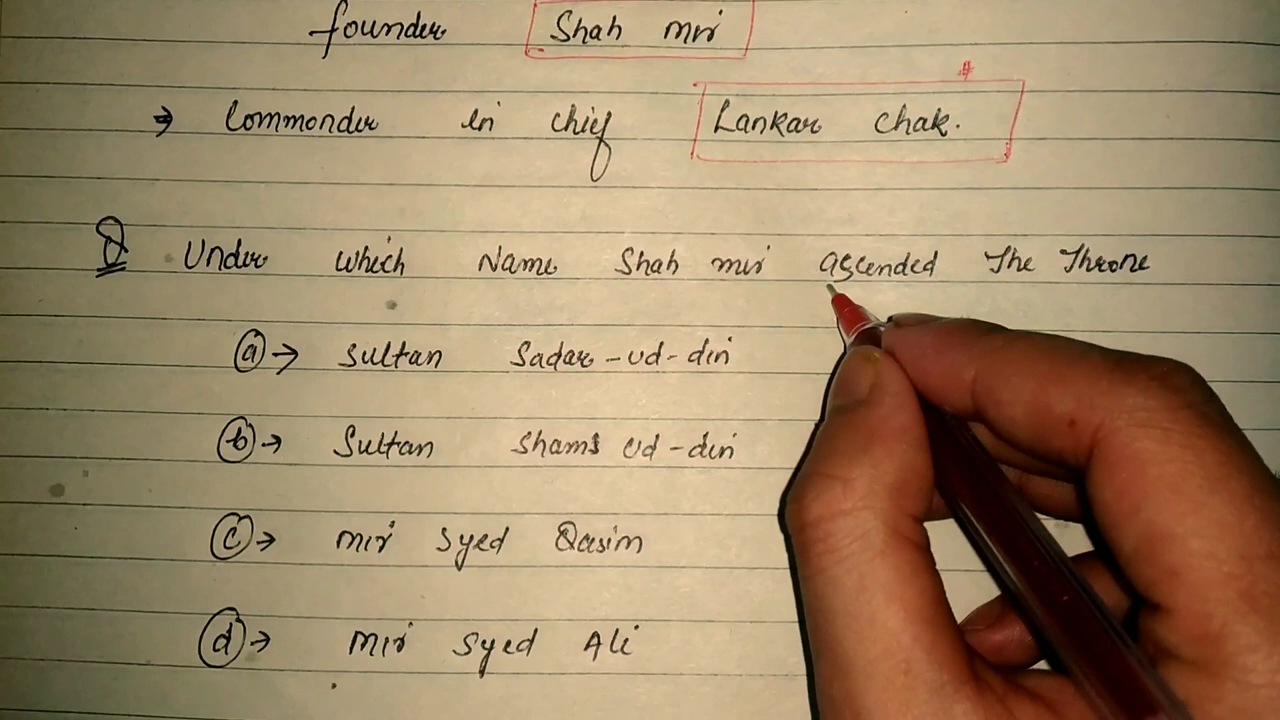 founder Shah mir
→ Commonder in chief Lankar chak.
Q Under which Name Shah mir ascended The Throne
(a) → Sultan Sadar-ud-din
(b) → Sultan Shams ud-din
(c) → Mir Syed Qasim
(d) → Mir Syed Ali